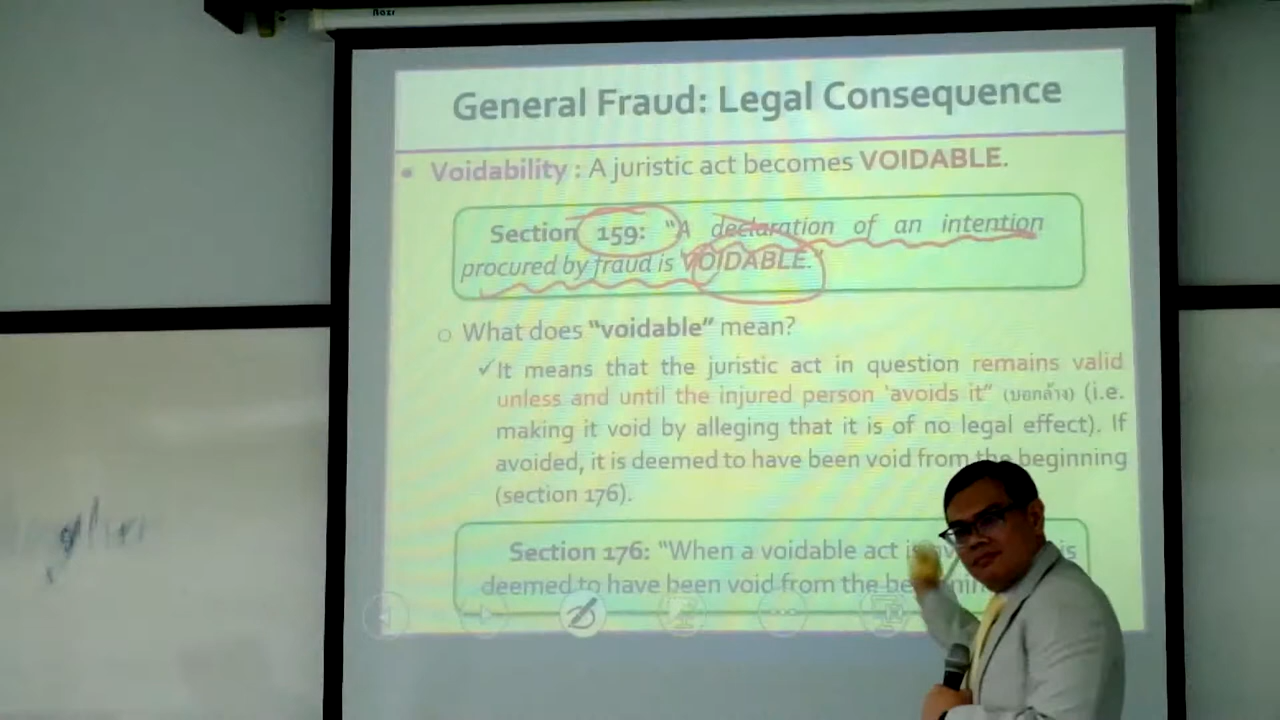 General Fraud: Legal Consequence
• Voidability : A juristic act becomes VOIDABLE.
Section 159: "A declaration of an intention
procured by fraud is VOIDABLE."
o What does "voidable" mean?
✓It means that the juristic act in question remains valid
unless and until the injured person 'avoids it" (บอกล้าง) (i.e.
making it void by alleging that it is of no legal effect). If
avoided, it is deemed to have been void from the beginning
(section 176).
Section 176: "When a voidable act is is
deemed to have been void from the